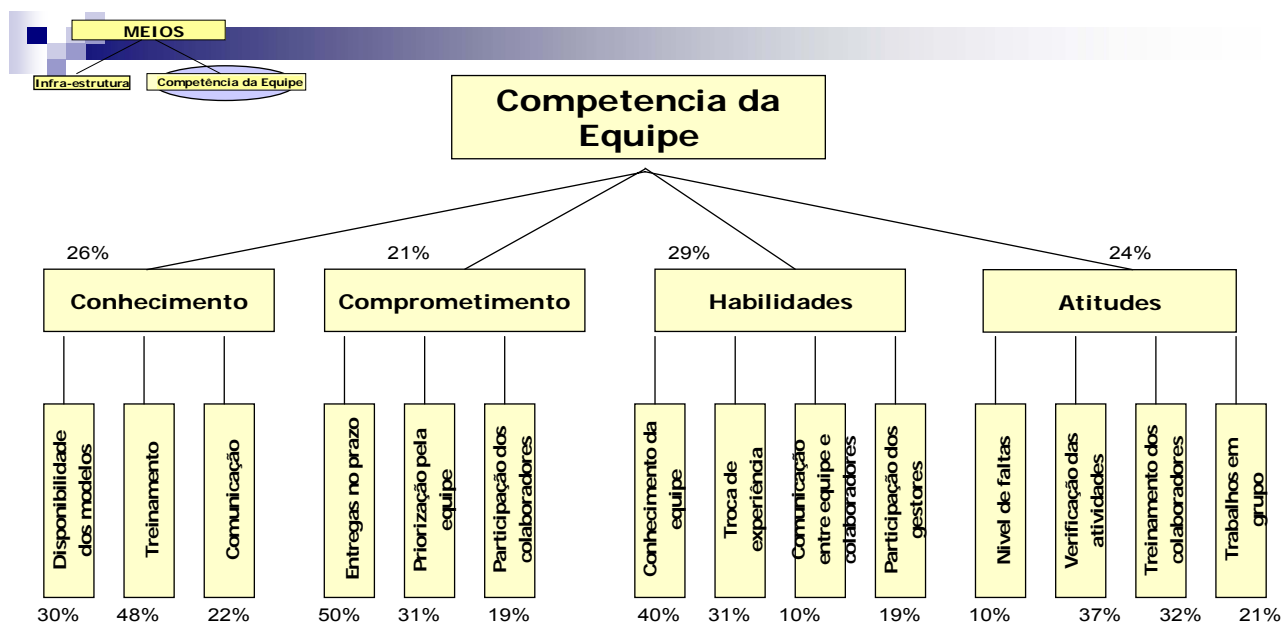 MEIOS
Infra-estrutura
Competência da Equipe
Competencia da
Equipe
26%
21%
29%
24%
Conhecimento
Comprometimento
Habilidades
Atitudes
Disponibilidade
dos modelos
Treinamento
Comunicação
Entregas no prazo
Priorização pela
equipe
Participação dos
colaboradores
Conhecimento da
equipe
Troca de
experiência
Comunicação
entre equipe e
colaboradores
Participação dos
gestores
Nivel de faltas
Verificação das
atividades
Treinamento dos
colaboradores
Trabalhos em
grupo
30%
48%
22%
50%
31%
19%
40%
31%
10%
19%
10%
37%
32%
21%